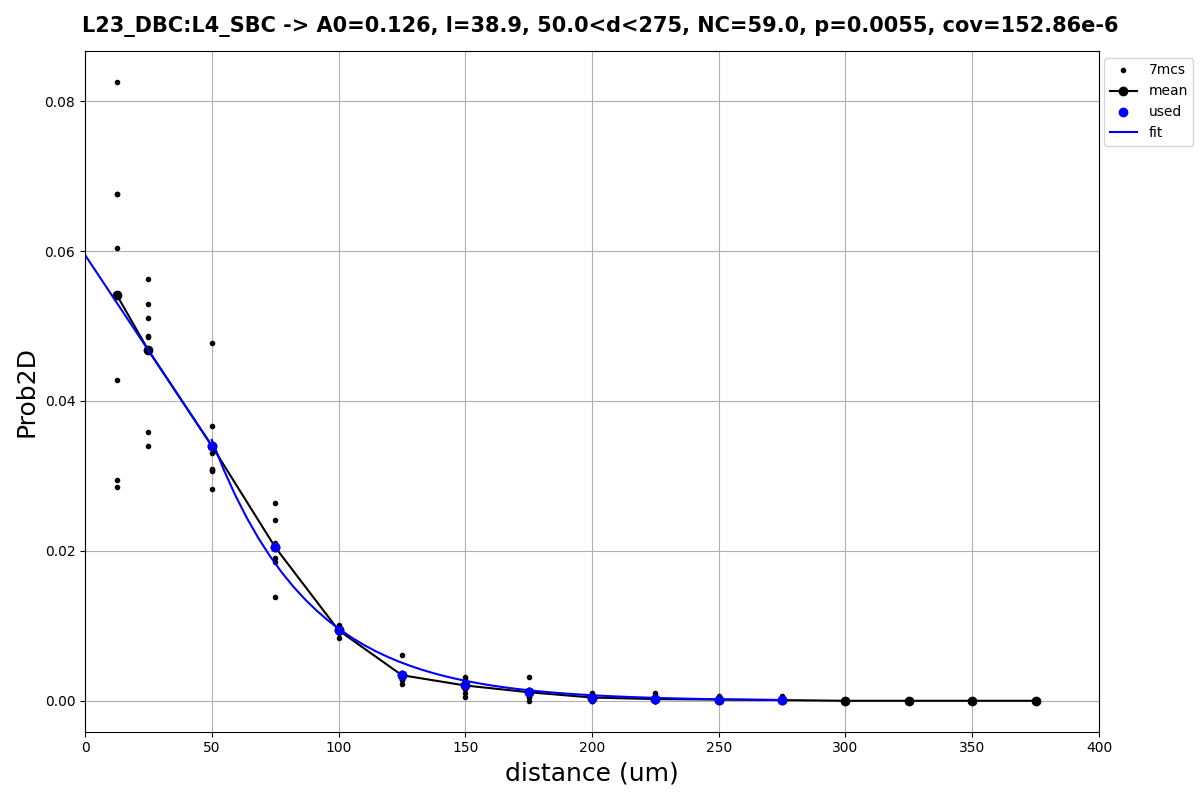 L23_DBC:L4_SBC -> A0=0.126, l=38.9, 50.0<d<275, NC=59.0, p=0.0055, cov=152.86e-6
7mcs
mean
used
fit
0.08
0.06
0.04
0.02
0.00
Prob2D
0 50 100 150 200 250 300 350 400
distance (um)